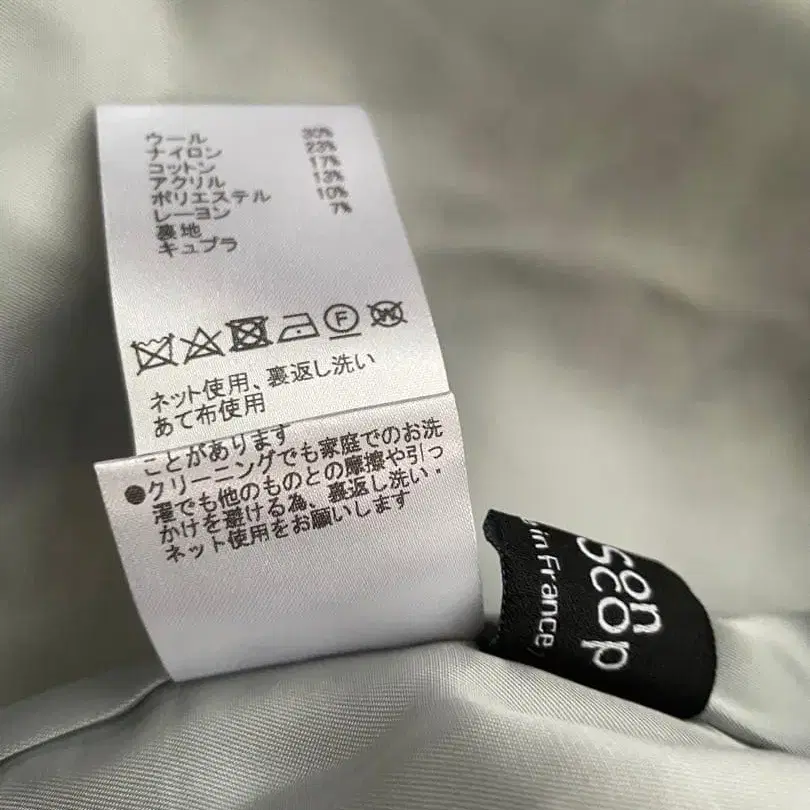 ウール 30%
ナイロン 23%
コットン 17%
アクリル 13%
ポリエステル 10%
レーヨン 7%
裏地
キュプラ
F
W
ネット使用、裏返し洗い
あて布使用
ことがあります
●クリーニングでも家庭でのお洗
濯でも他のものとの摩擦や引っ
かけを避ける為、裏返し洗い・
ネット使用をお願いします
son
Scop
in France,